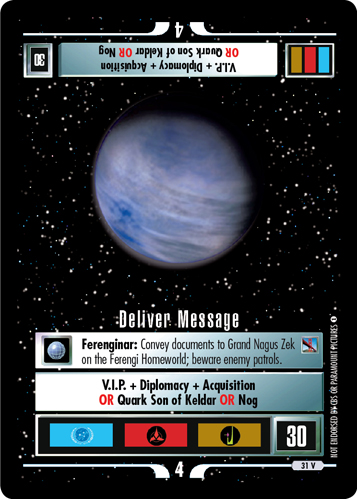 4
V.I.P. + Diplomacy + Acquisition
OR Quark Son of Keldar OR Nog
30
Deliver Message
Ferenginar: Convey documents to Grand Nagus Zek
on the Ferengi Homeworld; beware enemy patrols.
V.I.P. + Diplomacy + Acquisition
OR Quark Son of Keldar OR Nog
30
4
31 V
NOT ENDORSED BY CBS OR PARAMOUNT PICTURES